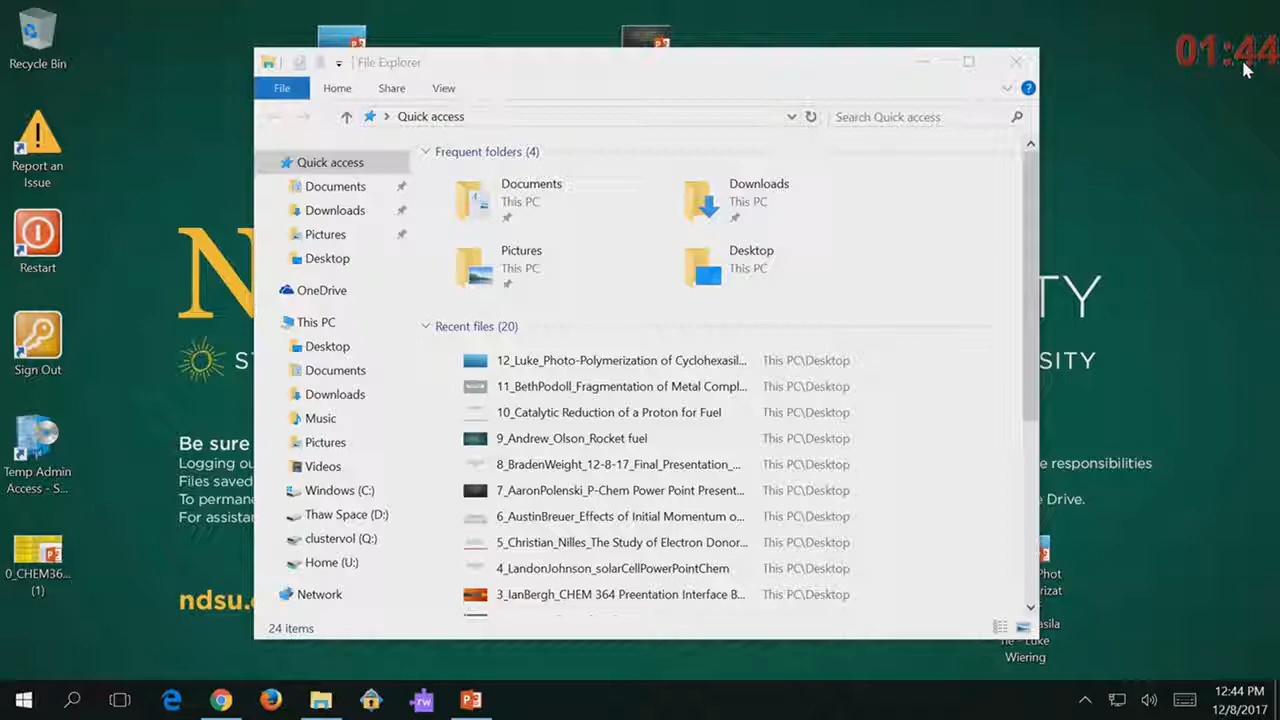 Recycle Bin
01:44
File Explorer
File Home Share View
Quick access
Search Quick access
Quick access
Documents
Downloads
Pictures
Desktop
OneDrive
This PC
Desktop
Documents
Downloads
Music
Pictures
Videos
Windows (C:)
Thaw Space (D:)
clustervol (Q:)
Home (U:)
Network
Frequent folders (4)
Documents
This PC
Downloads
This PC
Pictures
This PC
Desktop
This PC
Recent files (20)
12_Luke_Photo-Polymerization of Cyclohexasil... This PC\Desktop
11_BethPodoll_Fragmentation of Metal Compl... This PC\Desktop
10_Catalytic Reduction of a Proton for Fuel This PC\Desktop
9_Andrew_Olson_Rocket fuel This PC\Desktop
8_BradenWeight_12-8-17_Final_Presentation_... This PC\Desktop
7_AaronPolenski_P-Chem Power Point Present... This PC\Desktop
6_AustinBreuer_Effects of Initial Momentum o... This PC\Desktop
5_Christian_Nilles_The Study of Electron Donor... This PC\Desktop
4_LandonJohnson_solarCellPowerPointChem This PC\Desktop
3_IanBergh_CHEM 364 Preentation Interface B... This PC\Desktop
24 items
Report an
Issue
Restart
Sign Out
Temp Admin
Access - S...
0_CHEM36...
(1)
N
TY
ST
SITY
Be sure
Logging ou
e responsibilities
Files saved
To permane
e Drive.
For assistan
ndsu.
Phot
rizat
asila
ne - Luke
Wiering
12:44 PM
12/8/2017